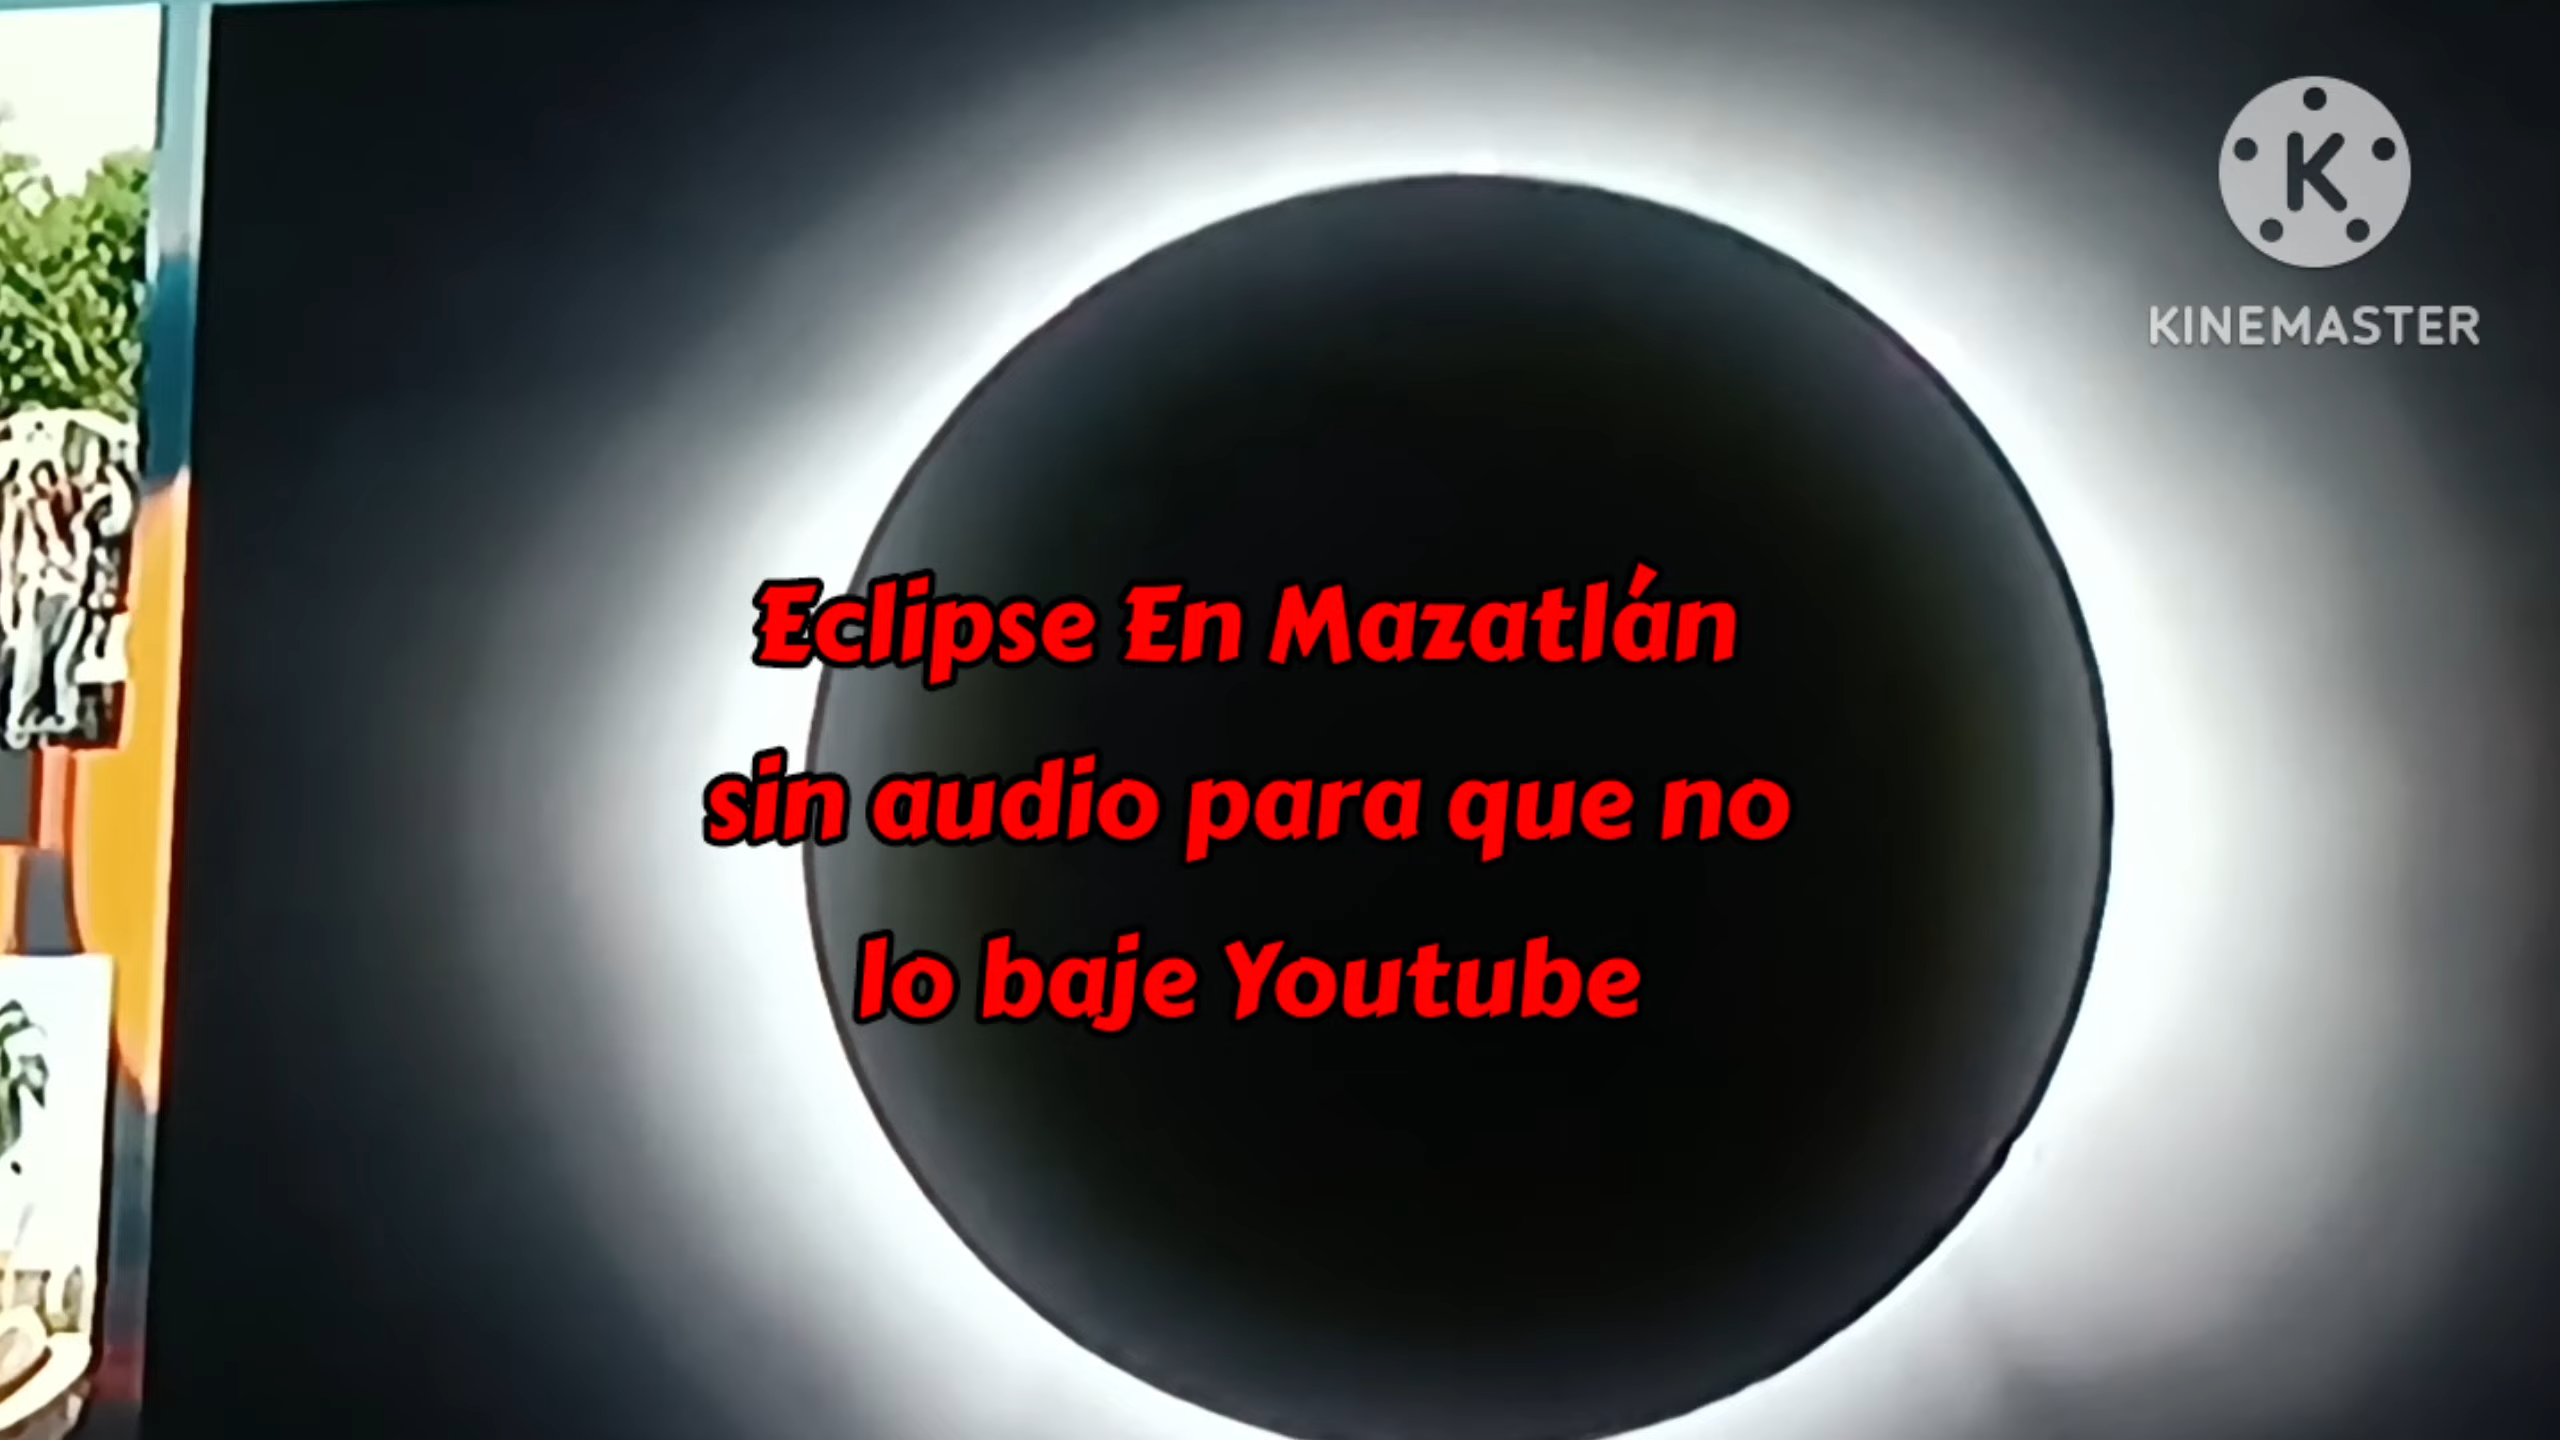 K
KINEMASTER
Eclipse En Mazatlán
sin audio para que no
lo baje Youtube